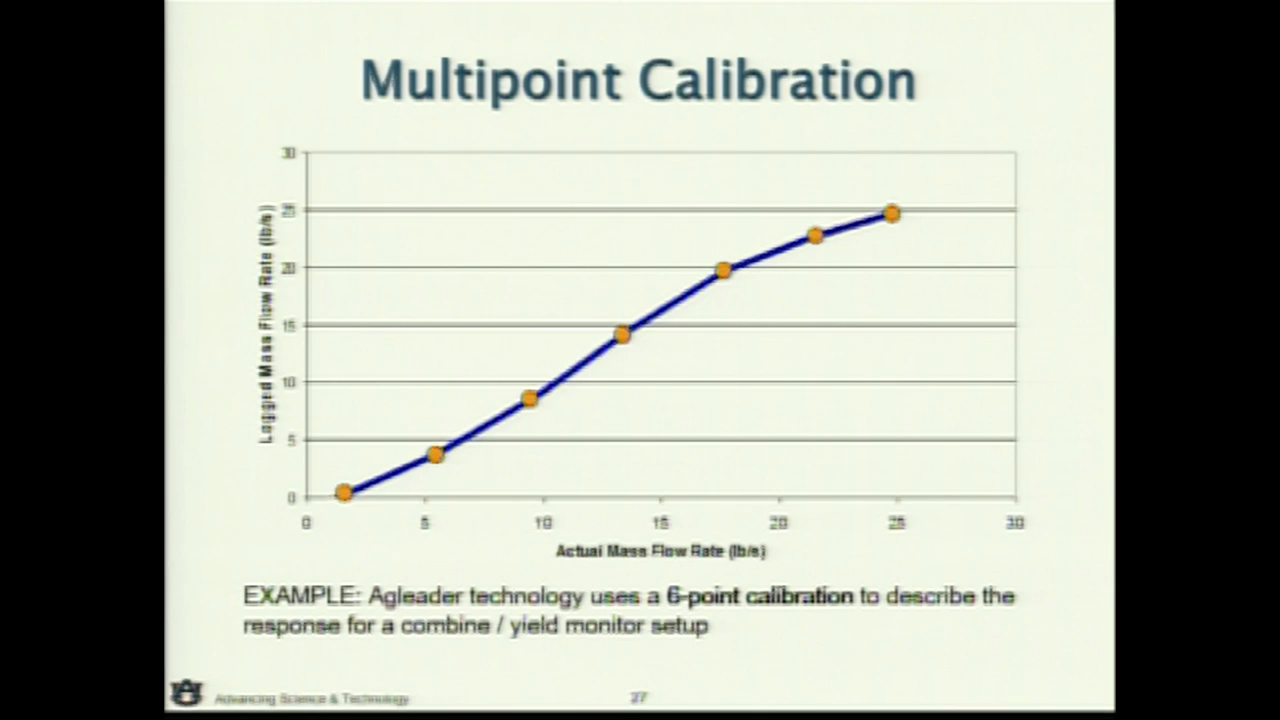 Multipoint Calibration
30
25
20
15
10
5
0
Logged Mass Flow Rate (lb/s)
0 5 10 15 20 25 30
Actual Mass Flow Rate (lb/s)
EXAMPLE: Agleader technology uses a 6-point calibration to describe the
response for a combine / yield monitor setup
Advancing Science & Technology
27